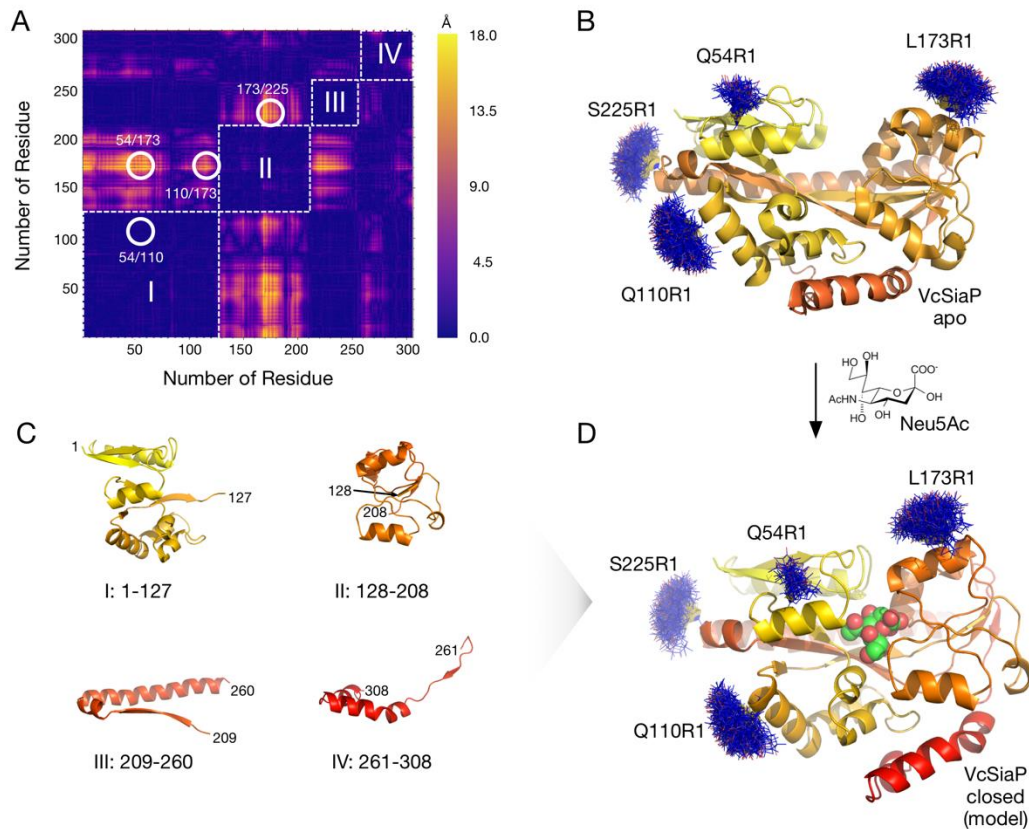 A
Å
300
250
200
150
100
50
50
100
150
200
250
300
Number of Residue
Number of Residue
18.0
13.5
9.0
4.5
0.0
IV
III
II
I
173/225
54/173
110/173
54/110
B
Q54R1
L173R1
S225R1
Q110R1
VcSiaP
apo
OH
HO
OH
COO-
O
OH
AcHN
HO
OH
Neu5Ac
C
1
127
I: 1-127
128
208
II: 128-208
260
209
III: 209-260
261
308
IV: 261-308
D
L173R1
Q54R1
S225R1
Q110R1
VcSiaP
closed
(model)